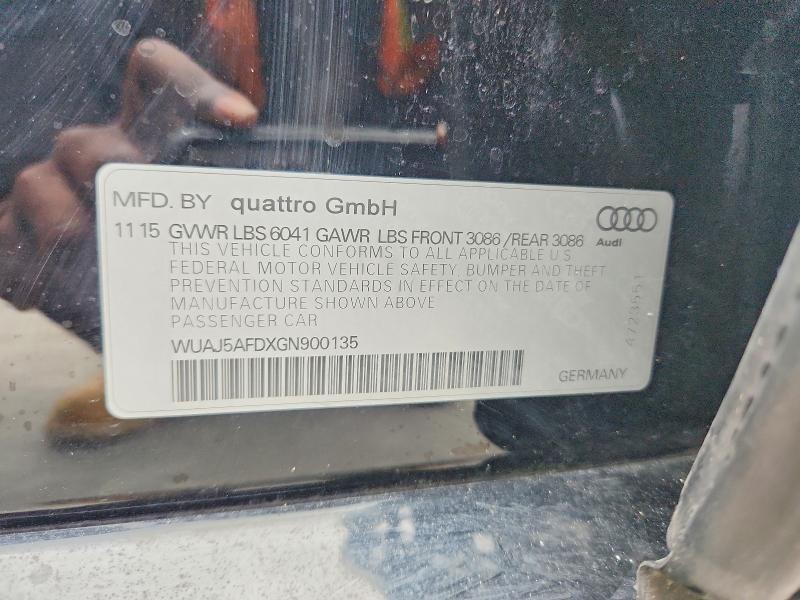 MFD. BY quattro GmbH
11 15 GVWR LBS 6041 GAWR LBS FRONT 3086 /REAR 3086
Audi
THIS VEHICLE CONFORMS TO ALL APPLICABLE U S
FEDERAL MOTOR VEHICLE SAFETY, BUMPER AND THEFT
PREVENTION STANDARDS IN EFFECT ON THE DATE OF
MANUFACTURE SHOWN ABOVE
PASSENGER CAR
WUAJ5AFDXGN900135
GERMANY
4723551